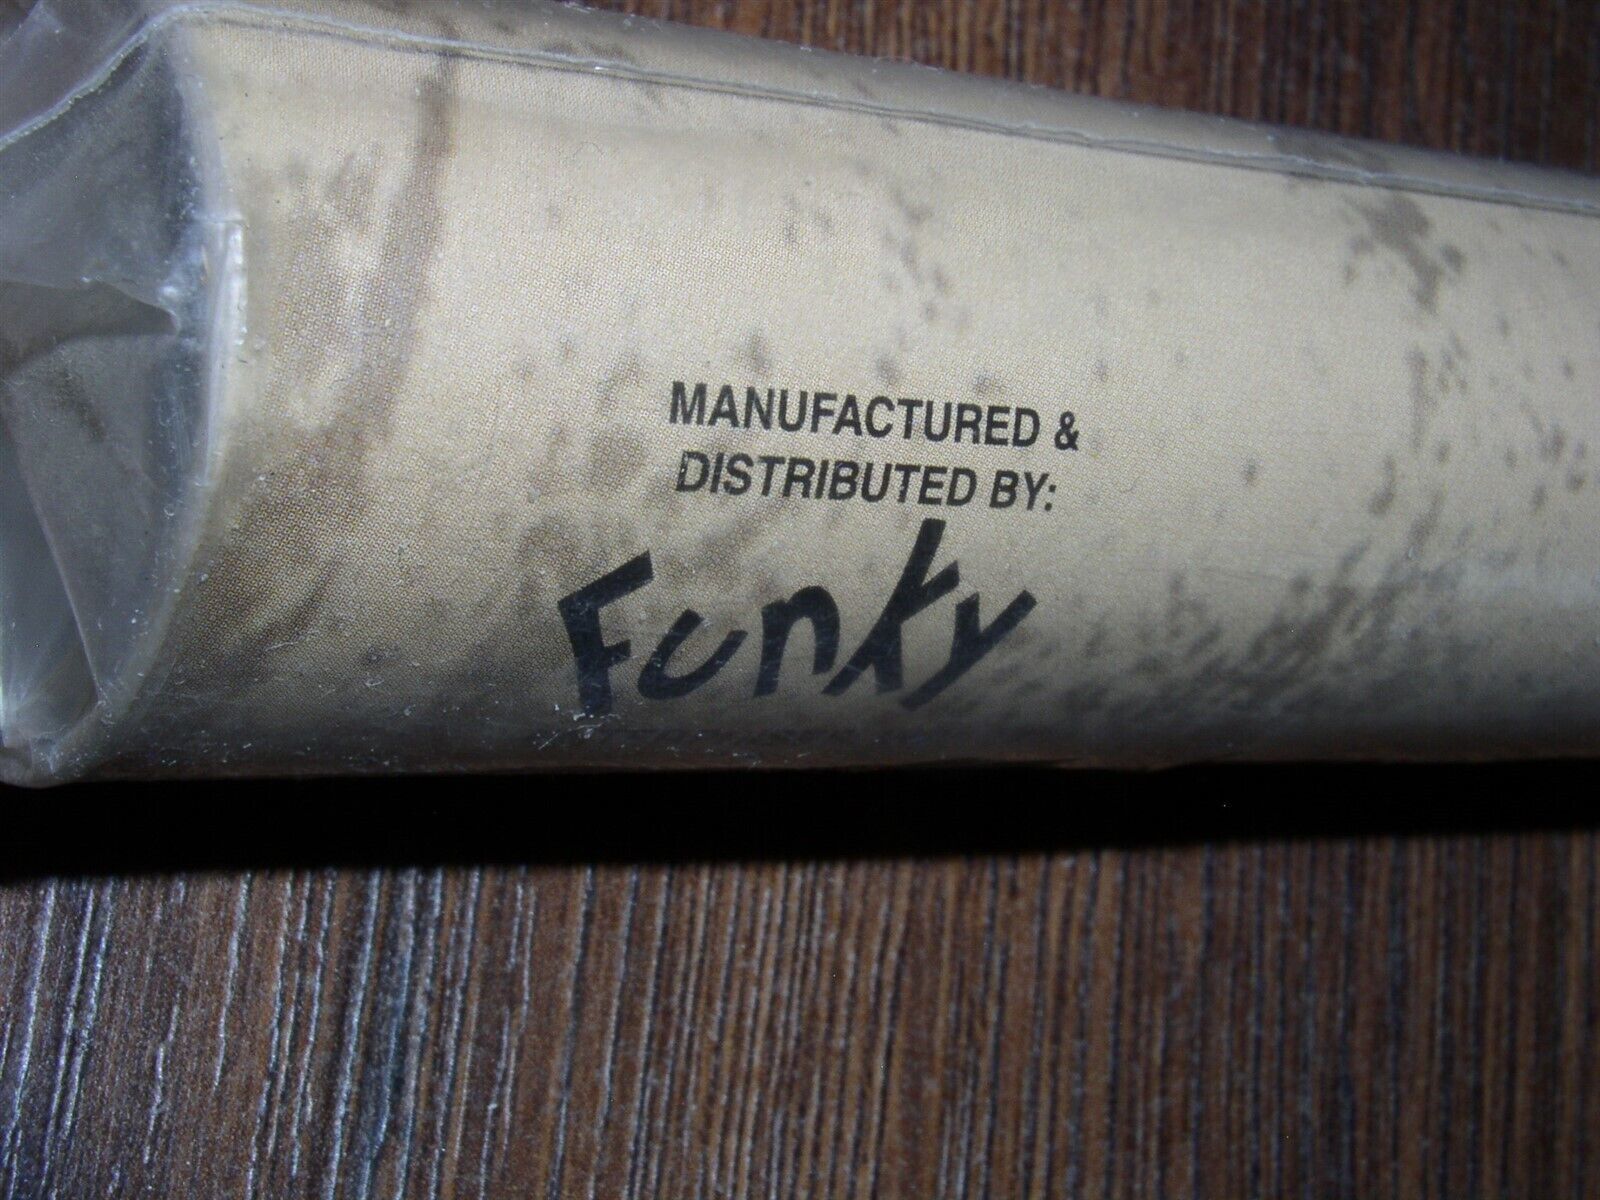 MANUFACTURED &
DISTRIBUTED BY:
Funky